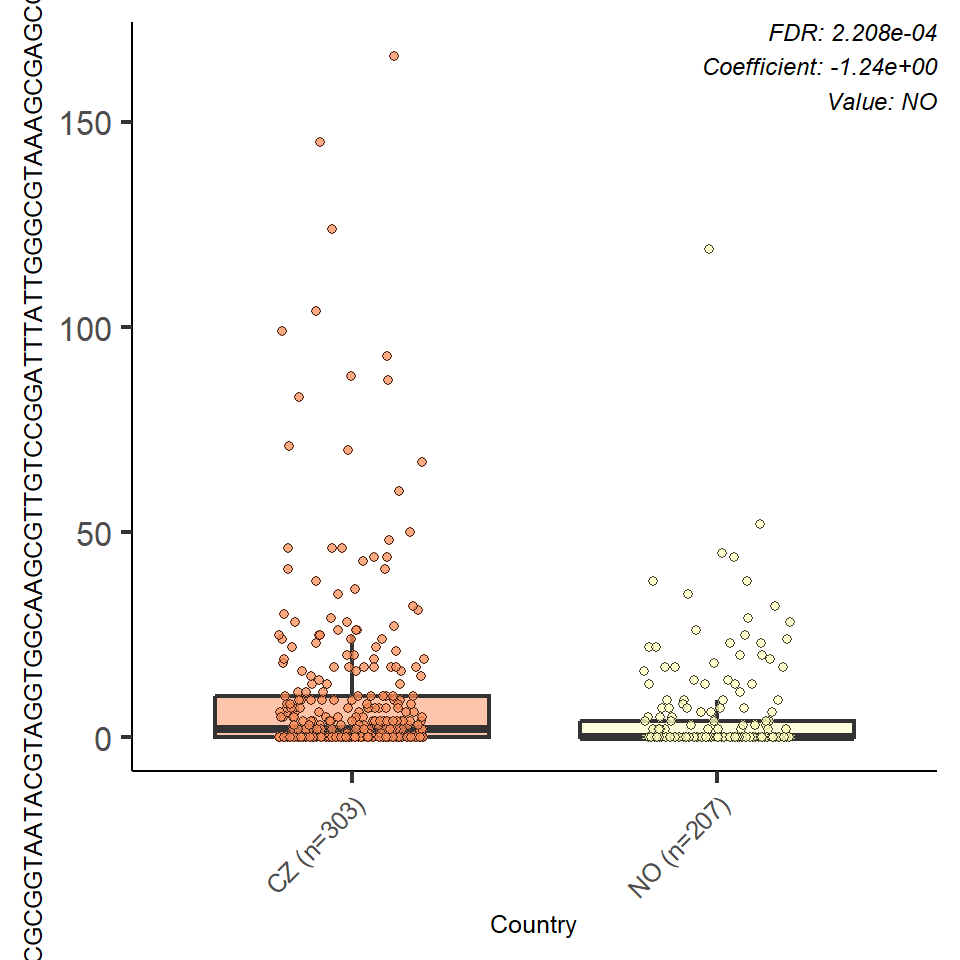 FDR: 2.208e-04
Coefficient: -1.24e+00
Value: NO
CGCGGTAATACGTAGGTGGCAAGCGTTGTCCGGATTTATTGGGCGTAAAGCGAGC
150
100
50
0
CZ (n=303)
NO (n=207)
Country